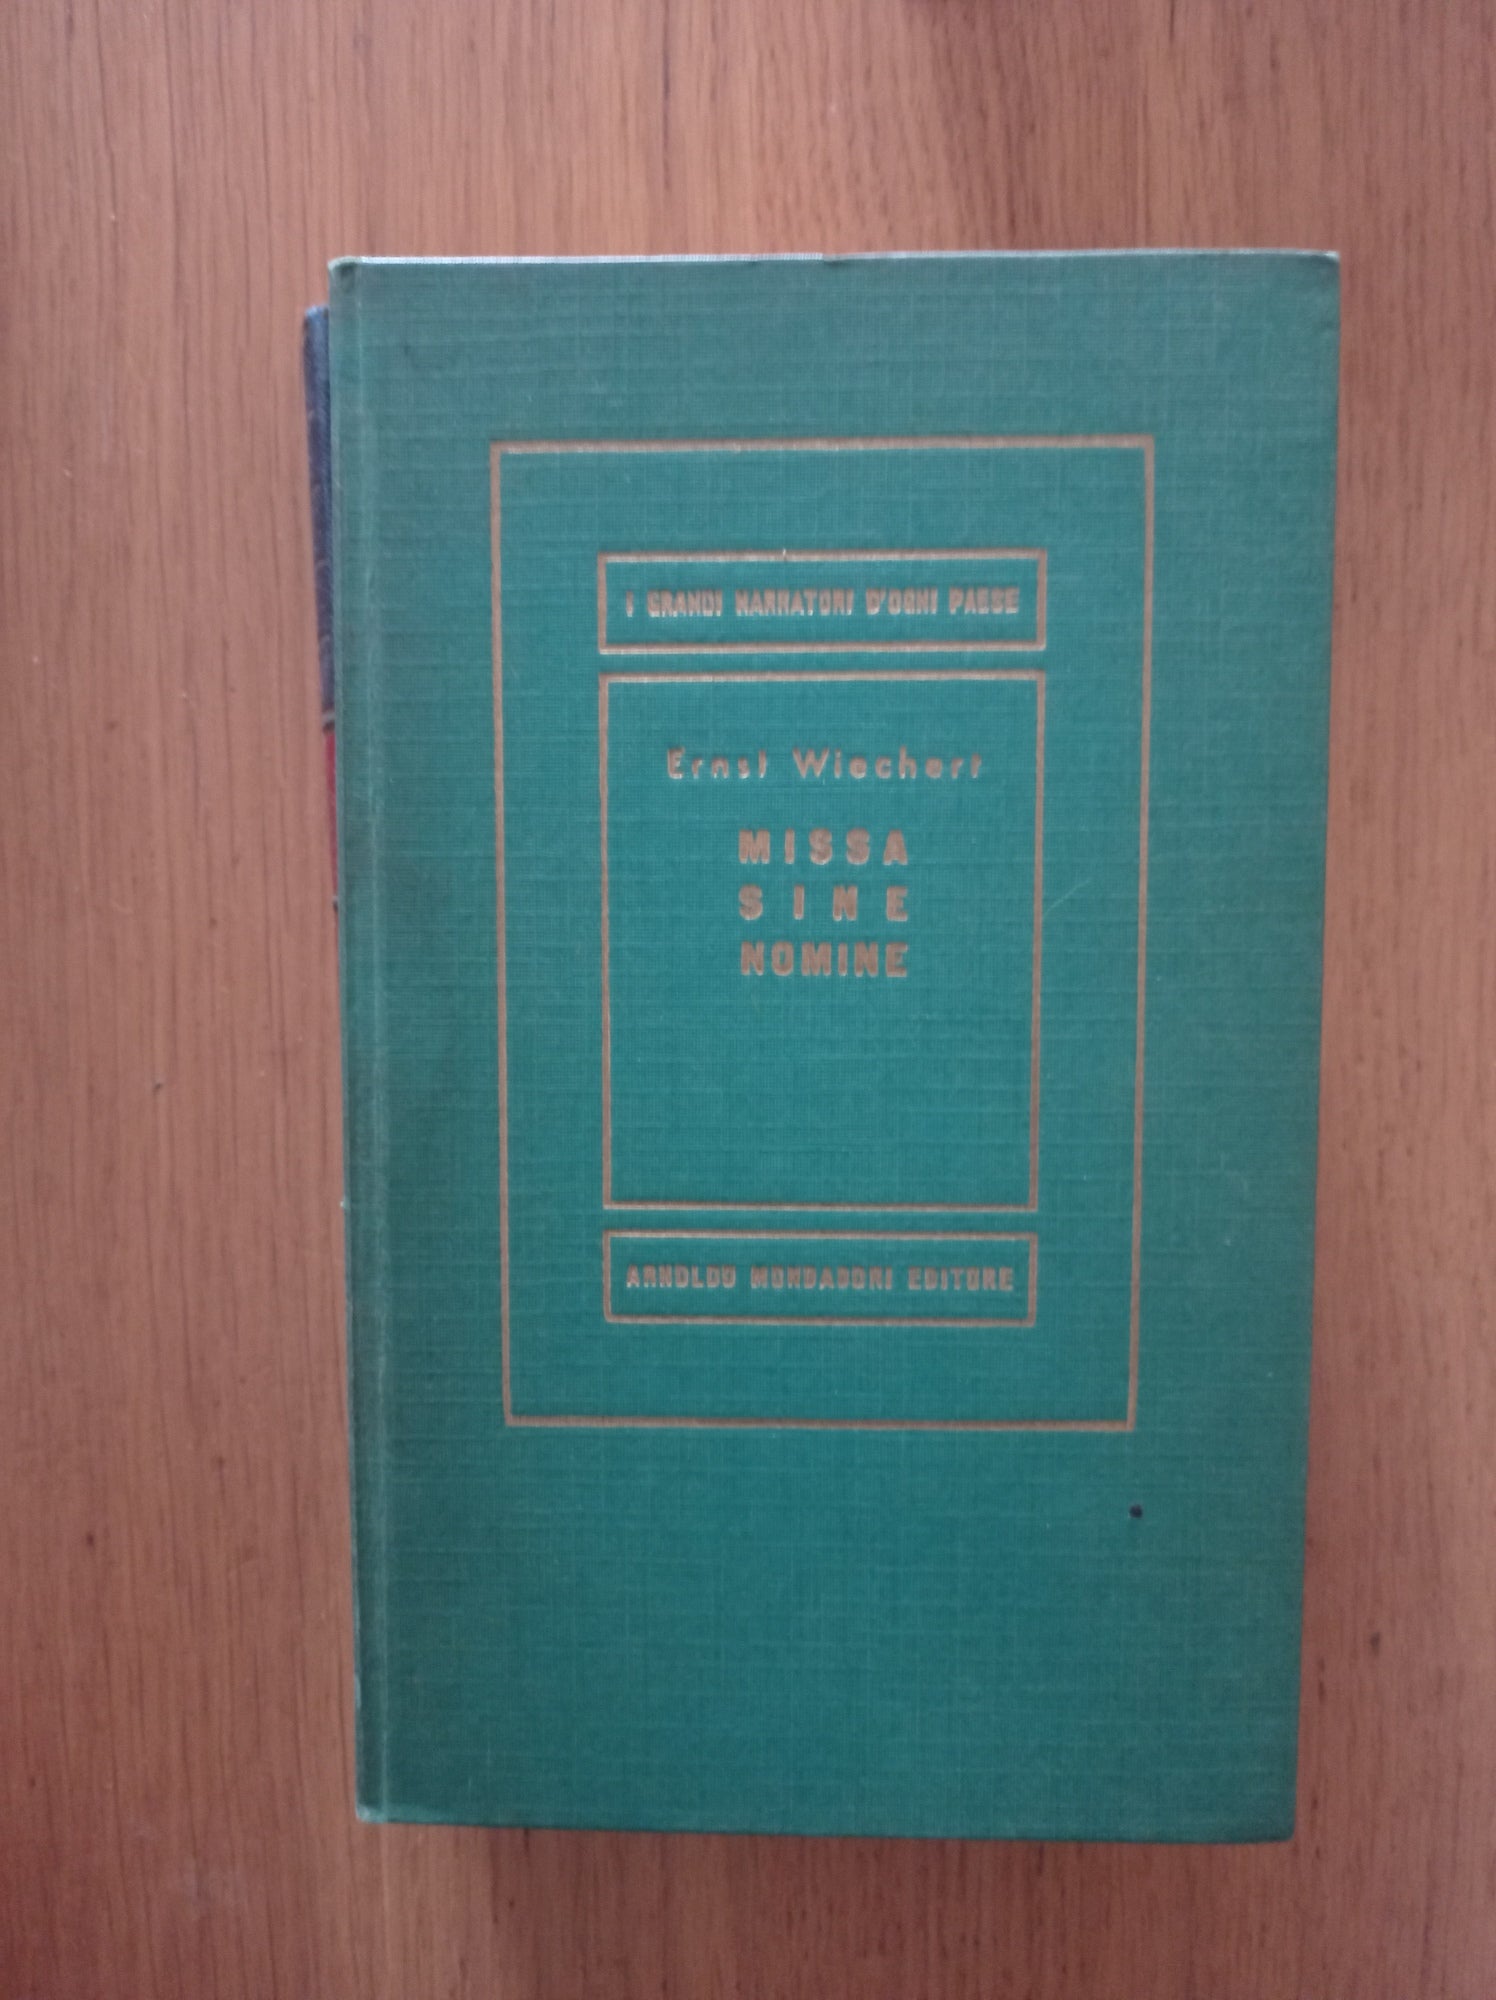 I GRANDI NARRATORI D'OGNI PAESE
Ernst Wiechert
MISSA
SINE
NOMINE
ARNOLDO MONDADORI EDITORE